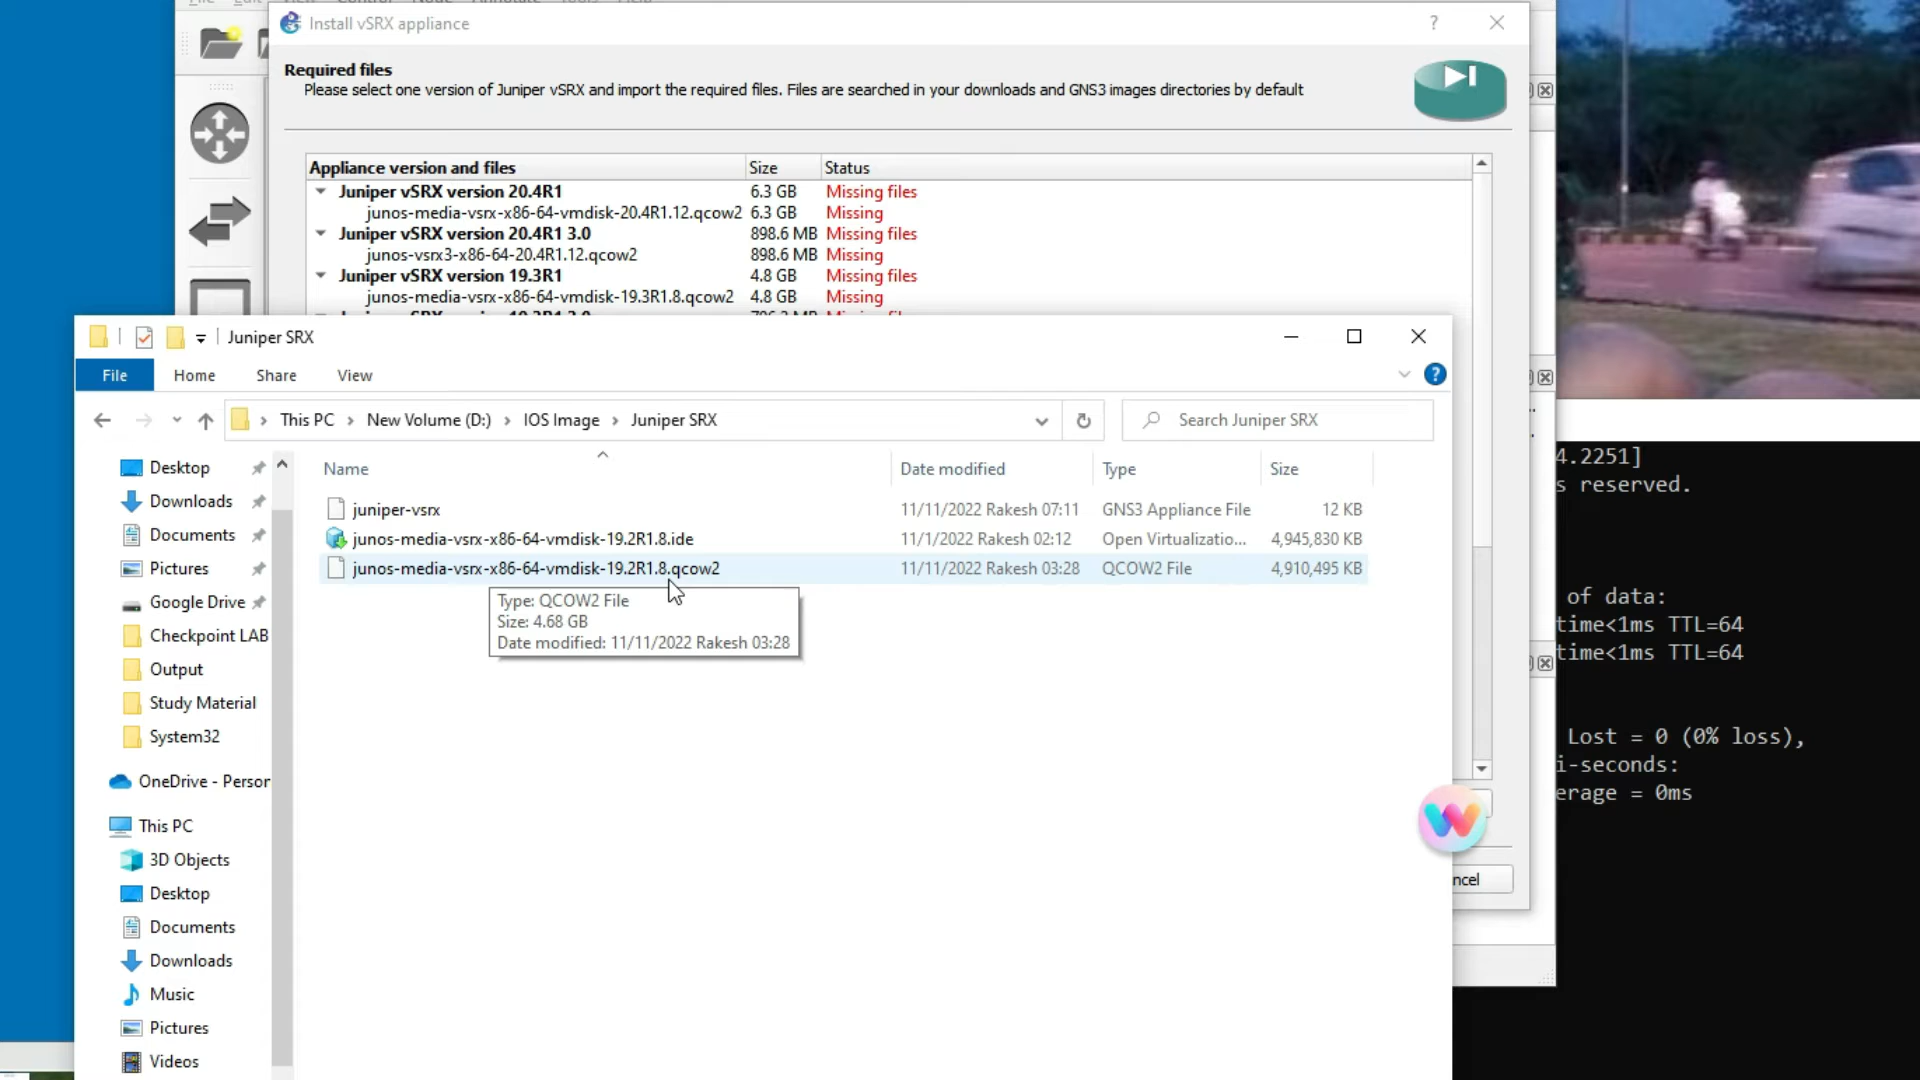 Install vSRX appliance
?
Required files
Please select one version of Juniper vSRX and import the required files. Files are searched in your downloads and GNS3 images directories by default
Appliance version and files Size Status
Juniper vSRX version 20.4R1 6.3 GB Missing files
junos-media-vsrx-x86-64-vmdisk-20.4R1.12.qcow2 6.3 GB Missing
Juniper vSRX version 20.4R1 3.0 898.6 MB Missing files
junos-vsrx3-x86-64-20.4R1.12.qcow2 898.6 MB Missing
Juniper vSRX version 19.3R1 4.8 GB Missing files
junos-media-vsrx-x86-64-vmdisk-19.3R1.8.qcow2 4.8 GB Missing
Juniper SRX
File Home Share View
?
This PC New Volume (D:) IOS Image Juniper SRX
Search Juniper SRX
Name Date modified Type Size
juniper-vsrx 11/11/2022 Rakesh 07:11 GNS3 Appliance File 12 KB
junos-media-vsrx-x86-64-vmdisk-19.2R1.8.ide 11/1/2022 Rakesh 02:12 Open Virtualizatio... 4,945,830 KB
junos-media-vsrx-x86-64-vmdisk-19.2R1.8.qcow2 11/11/2022 Rakesh 03:28 QCOW2 File 4,910,495 KB
Type: QCOW2 File
Size: 4.68 GB
Date modified: 11/11/2022 Rakesh 03:28
Desktop
Downloads
Documents
Pictures
Google Drive
Checkpoint LAB
Output
Study Material
System32
OneDrive - Person
This PC
3D Objects
Desktop
Documents
Downloads
Music
Pictures
Videos
ncel
4.2251]
s reserved.
of data:
time<1ms TTL=64
time<1ms TTL=64
Lost = 0 (0% loss),
i-seconds:
erage = 0ms